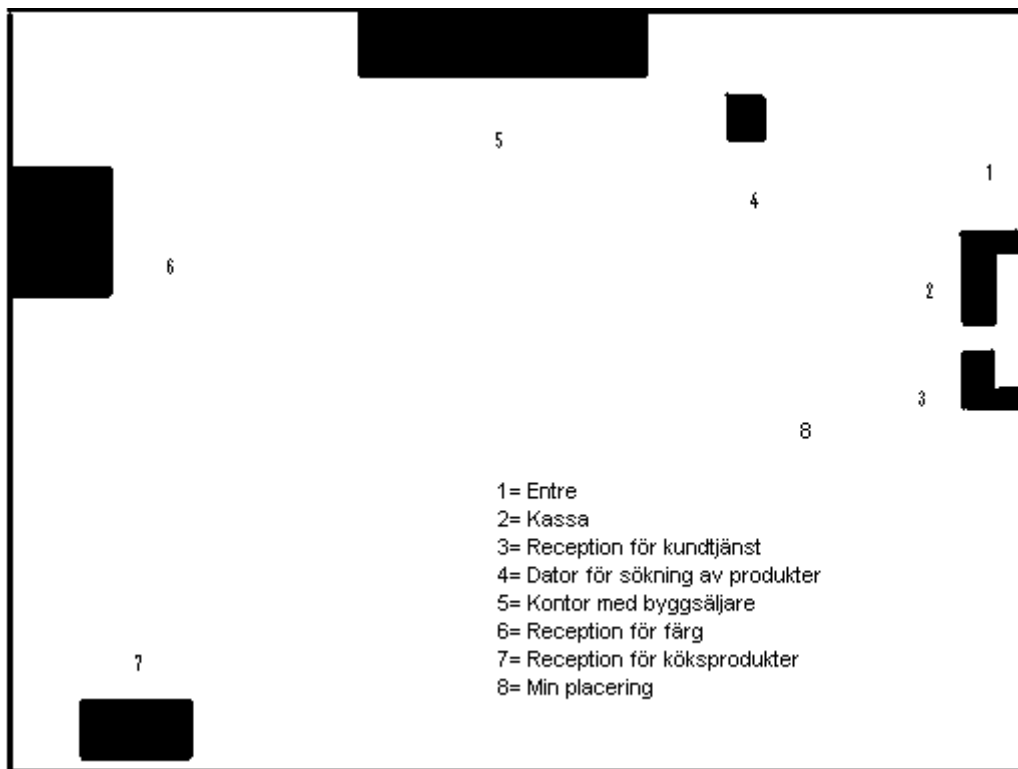 5
1
4
6
2
3
8
1= Entre
2= Kassa
3= Reception för kundtjänst
4= Dator för sökning av produkter
5= Kontor med byggsäljare
6= Reception för färg
7= Reception för köksprodukter
8= Min placering
7